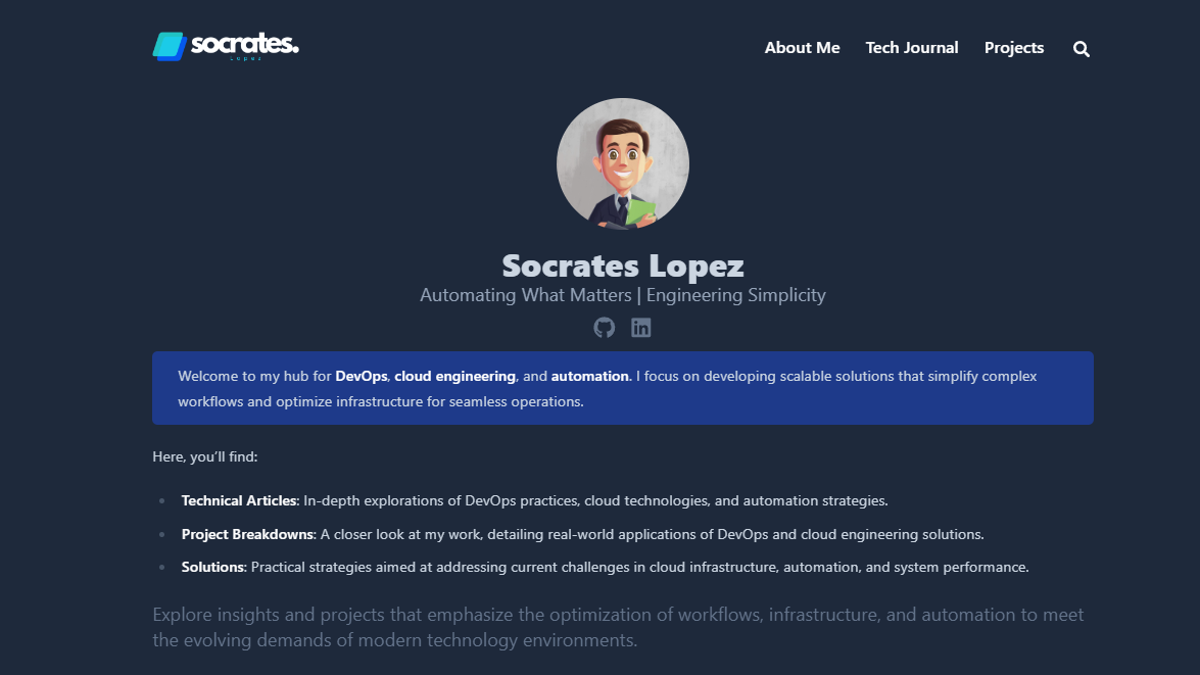 socrates.
Lopez
About Me
Tech Journal
Projects
Socrates Lopez
Automating What Matters | Engineering Simplicity
Welcome to my hub for DevOps, cloud engineering, and automation. I focus on developing scalable solutions that simplify complex
workflows and optimize infrastructure for seamless operations.
Here, you’ll find:
Technical Articles: In-depth explorations of DevOps practices, cloud technologies, and automation strategies.
Project Breakdowns: A closer look at my work, detailing real-world applications of DevOps and cloud engineering solutions.
Solutions: Practical strategies aimed at addressing current challenges in cloud infrastructure, automation, and system performance.
Explore insights and projects that emphasize the optimization of workflows, infrastructure, and automation to meet
the evolving demands of modern technology environments.